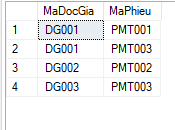 MaDocGia MaPhieu
1 DG001 PMT001
2 DG001 PMT003
3 DG002 PMT002
4 DG003 PMT003